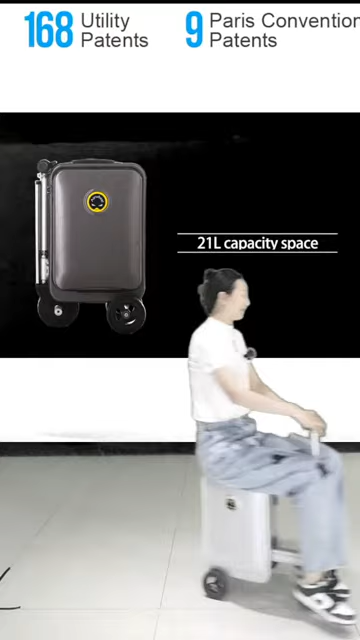 168 Utility Patents
9 Paris Convention Patents
21L capacity space